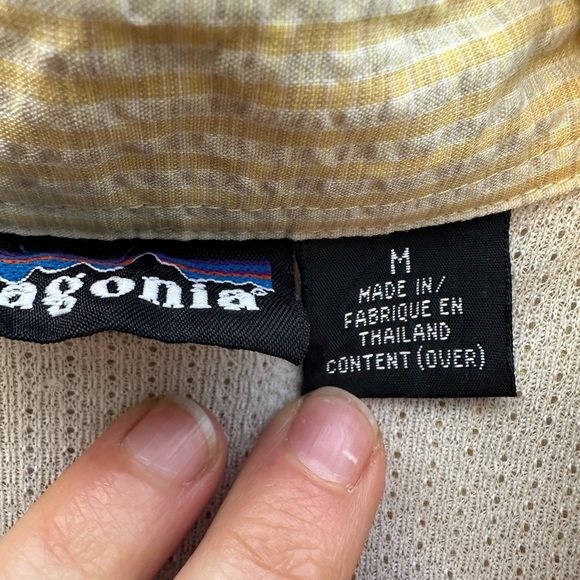 agonia®
M
MADE IN/
FABRIQUE EN
THAILAND
CONTENT (OVER)